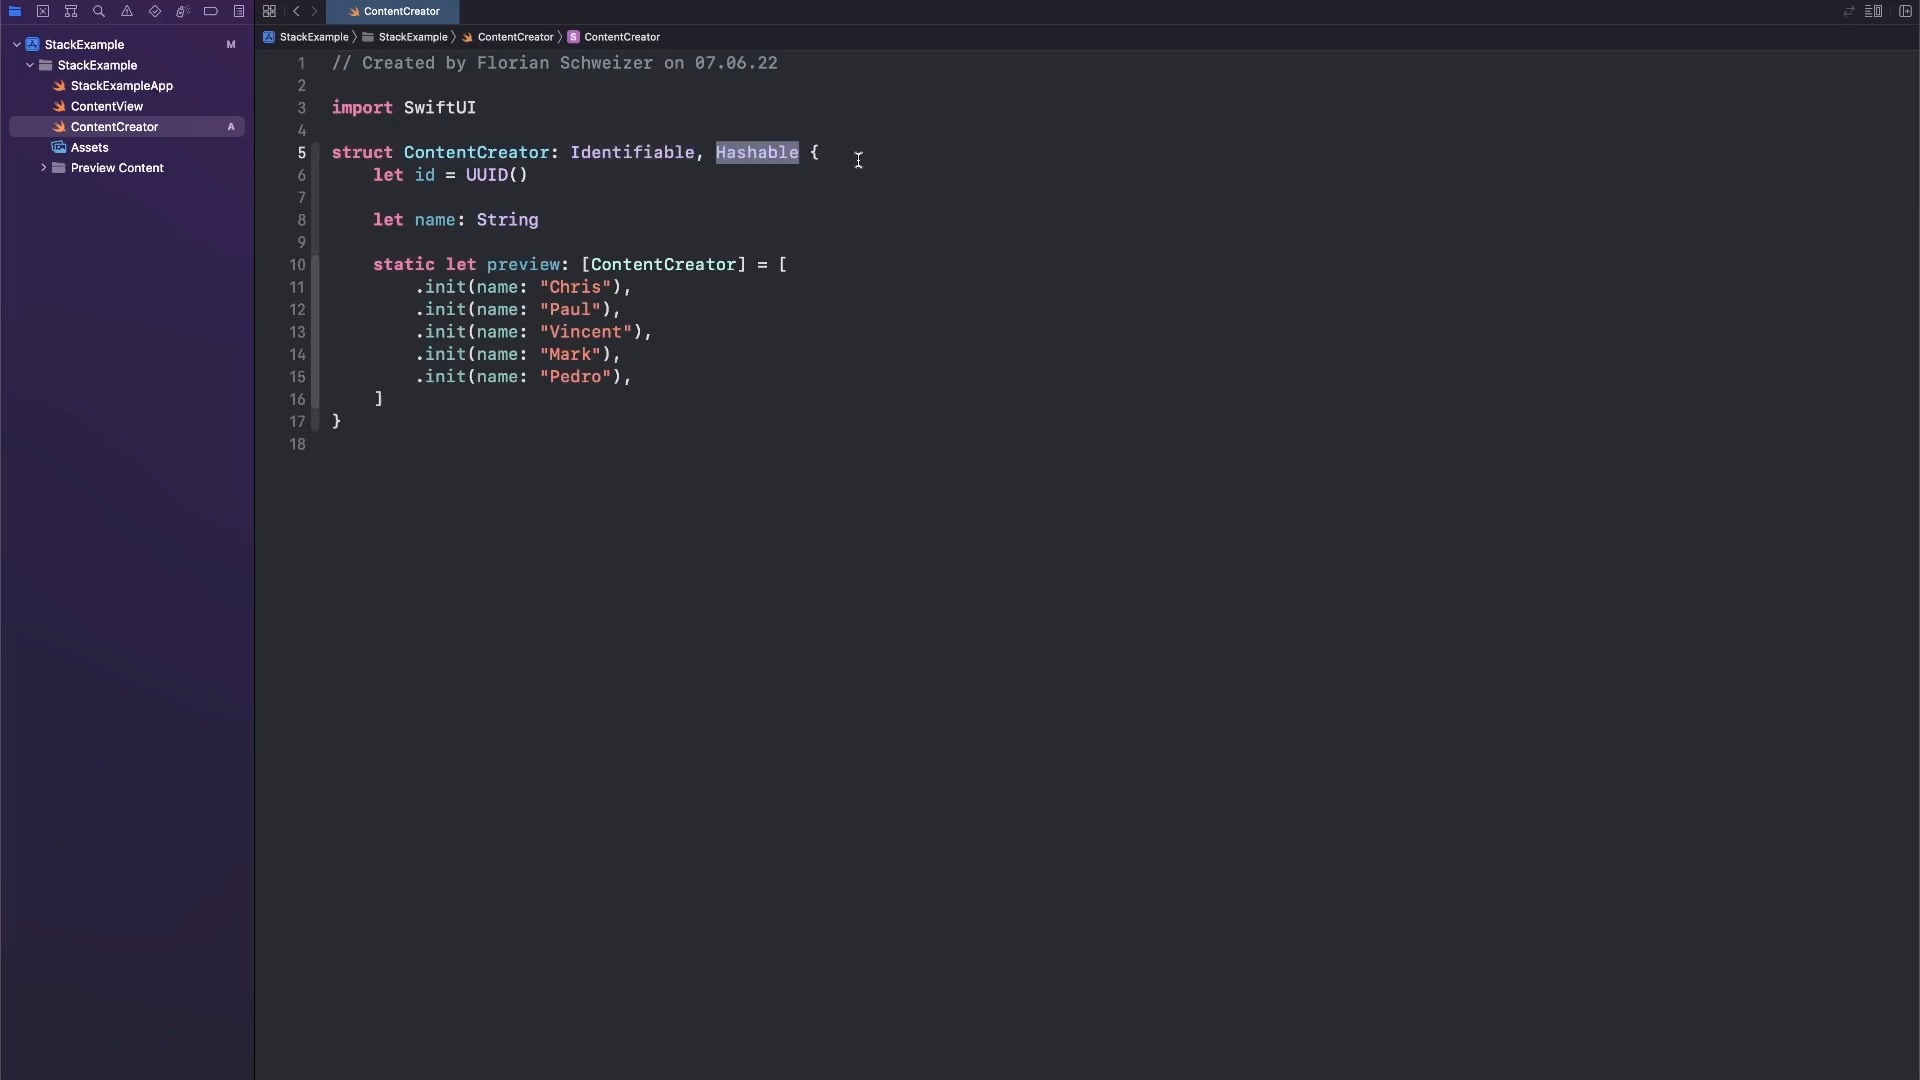 ContentCreator
StackExample M
StackExample
StackExampleApp
ContentView
ContentCreator A
Assets
Preview Content
StackExample StackExample ContentCreator S ContentCreator
1 // Created by Florian Schweizer on 07.06.22
2
3 import SwiftUI
4
5 struct ContentCreator: Identifiable, Hashable {
6     let id = UUID()
7
8     let name: String
9
10     static let preview: [ContentCreator] = [
11         .init(name: "Chris"),
12         .init(name: "Paul"),
13         .init(name: "Vincent"),
14         .init(name: "Mark"),
15         .init(name: "Pedro"),
16     ]
17 }
18